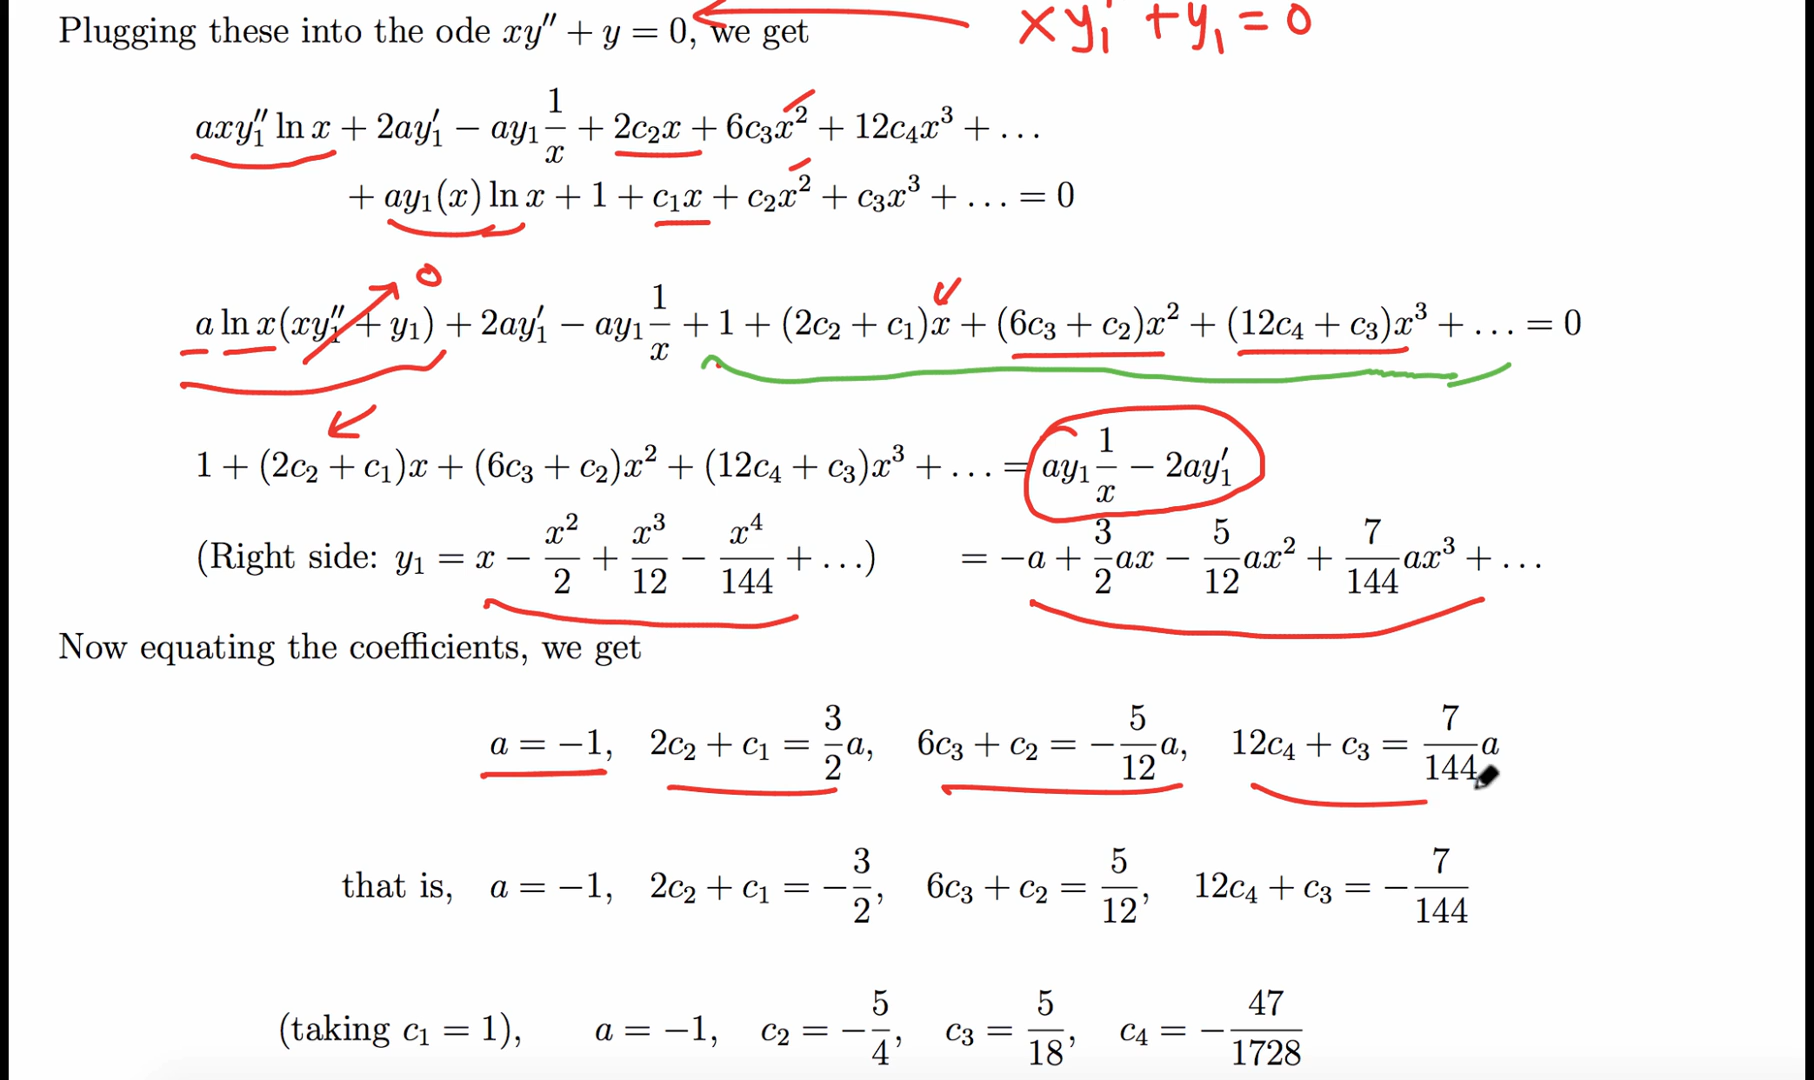 Plugging these into the ode xy″ + y = 0, we get xy₁″ + y₁ = 0
axy₁″ ln x + 2ay₁′ − ay₁ 1/x + 2c₂x + 6c₃x² + 12c₄x³ + …
+ ay₁(x) ln x + 1 + c₁x + c₂x² + c₃x³ + … = 0
0
a ln x(xy₁″ + y₁) + 2ay₁′ − ay₁ 1/x + 1 + (2c₂ + c₁)x + (6c₃ + c₂)x² + (12c₄ + c₃)x³ + … = 0
1 + (2c₂ + c₁)x + (6c₃ + c₂)x² + (12c₄ + c₃)x³ + … = ay₁ 1/x − 2ay₁′
(Right side: y₁ = x − x²/2 + x³/12 − x⁴/144 + …) = −a + 3/2 ax − 5/12 ax² + 7/144 ax³ + …
Now equating the coefficients, we get
a = −1, 2c₂ + c₁ = 3/2 a, 6c₃ + c₂ = −5/12 a, 12c₄ + c₃ = 7/144 a
that is, a = −1, 2c₂ + c₁ = −3/2, 6c₃ + c₂ = 5/12, 12c₄ + c₃ = −7/144
(taking c₁ = 1), a = −1, c₂ = −5/4, c₃ = 5/18, c₄ = −47/1728